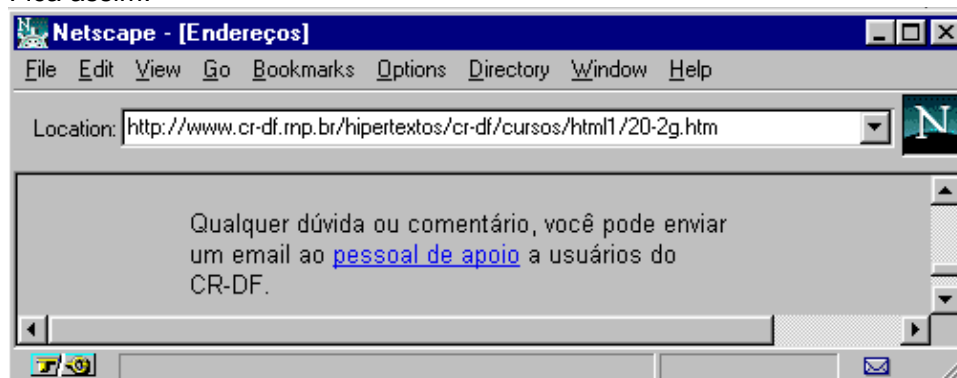 Netscape - [Endereços]
File Edit View Go Bookmarks Options Directory Window Help
Location: http://www.cr-df.rnp.br/hipertextos/cr-df/cursos/html1/20-2g.htm
N
Qualquer dúvida ou comentário, você pode enviar
um email ao pessoal de apoio a usuários do
CR-DF.